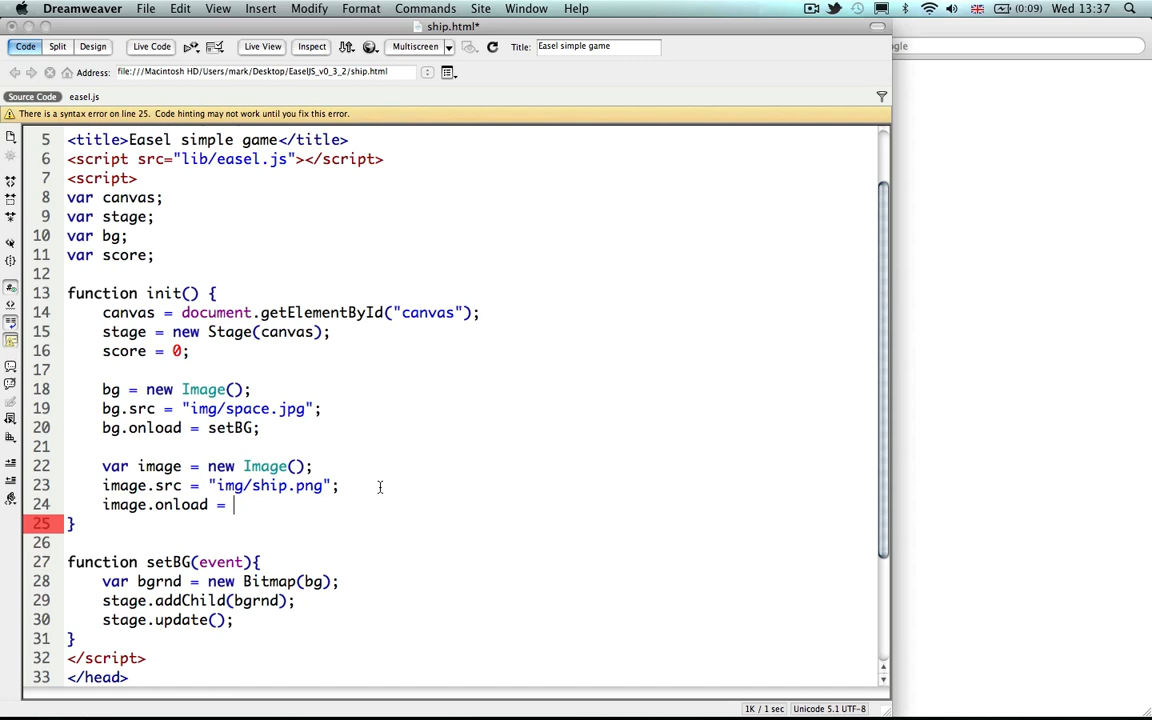 Dreamweaver File Edit View Insert Modify Format Commands Site Window Help (0:09) Wed 13:37
ship.html*
Code Split Design Live Code Live View Inspect Multiscreen Title: Easel simple game
gle
Address: file:///Macintosh HD/Users/mark/Desktop/EaselJS_v0_3_2/ship.html
Source Code easel.js
There is a syntax error on line 25. Code hinting may not work until you fix this error.
5 <title>Easel simple game</title>
6 <script src="lib/easel.js"></script>
7 <script>
8 var canvas;
9 var stage;
10 var bg;
11 var score;
12
13 function init() {
14 canvas = document.getElementById("canvas");
15 stage = new Stage(canvas);
16 score = 0;
17
18 bg = new Image();
19 bg.src = "img/space.jpg";
20 bg.onload = setBG;
21
22 var image = new Image();
23 image.src = "img/ship.png";
24 image.onload =
25 }
26
27 function setBG(event){
28 var bgrnd = new Bitmap(bg);
29 stage.addChild(bgrnd);
30 stage.update();
31 }
32 </script>
33 </head>
1K / 1 sec Unicode 5.1 UTF-8